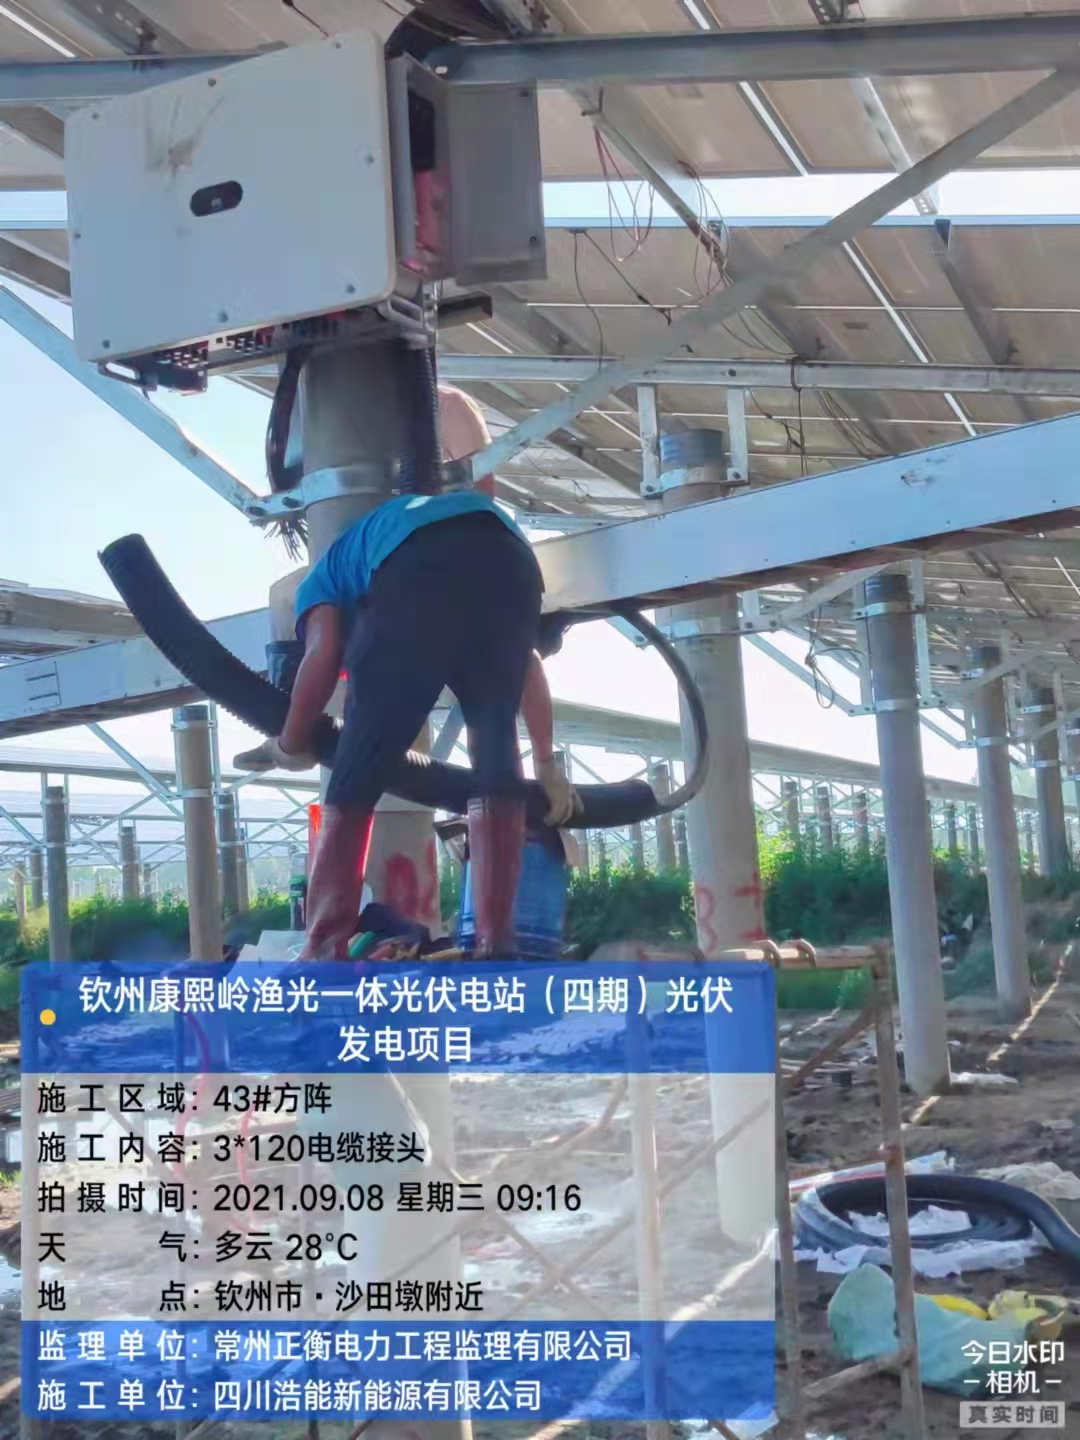 钦州康熙岭渔光一体光伏电站（四期）光伏
发电项目
施工区域：43#方阵
施工内容：3*120电缆接头
拍摄时间：2021.09.08 星期三 09:16
天气：多云 28°C
地点：钦州市·沙田墩附近
监理单位：常州正衡电力工程监理有限公司
施工单位：四川浩能新能源有限公司
今日水印
-相机-
真实时间